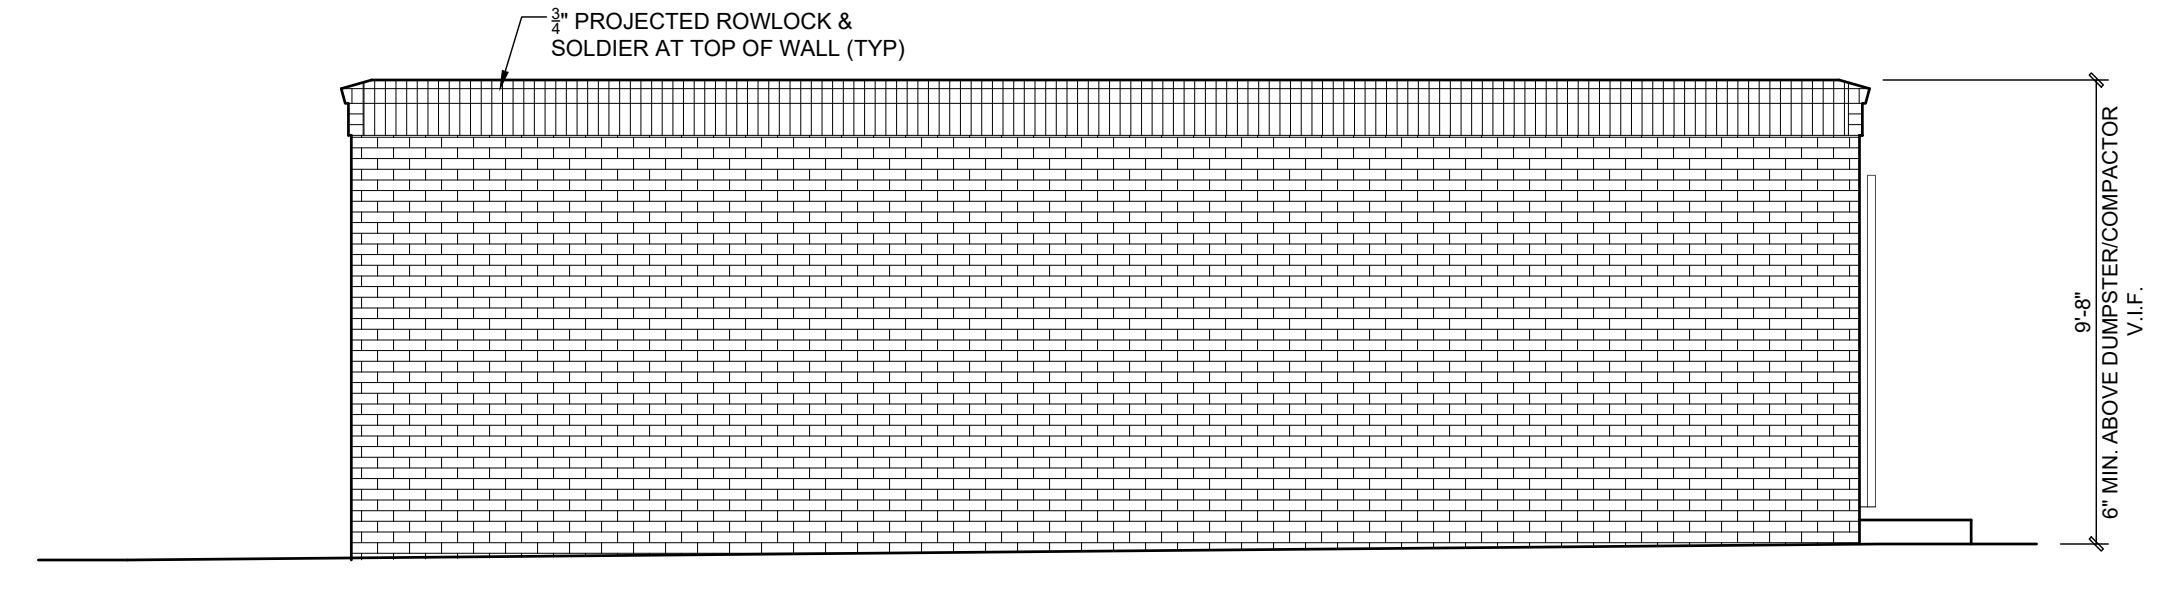 3/4" PROJECTED ROWLOCK &
SOLDIER AT TOP OF WALL (TYP)
9'-8"
6" MIN. ABOVE DUMPSTER/COMPACTOR
V.I.F.